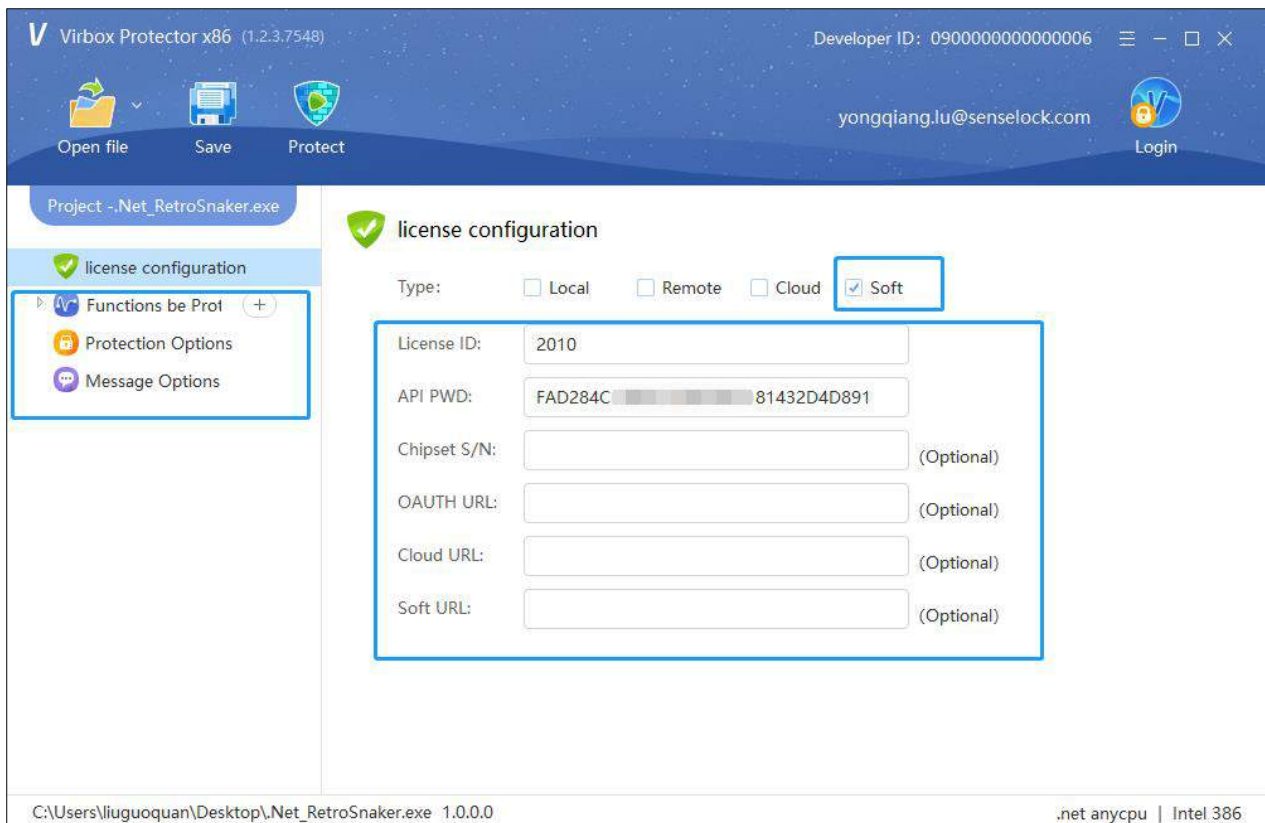 V Virbox Protector x86 (1.2.3.7548)
Developer ID: 0900000000000006
Open file
Save
Protect
yongqiang.lu@senselock.com
Login
Project -.Net_RetroSnaker.exe
license configuration
Functions be Prot +
Protection Options
Message Options
license configuration
Type: Local Remote Cloud Soft
License ID: 2010
API PWD: FAD284C 81432D4D891
Chipset S/N: (Optional)
OAUTH URL: (Optional)
Cloud URL: (Optional)
Soft URL: (Optional)
C:\Users\liuguoquan\Desktop\.Net_RetroSnaker.exe 1.0.0.0
.net anycpu | Intel 386